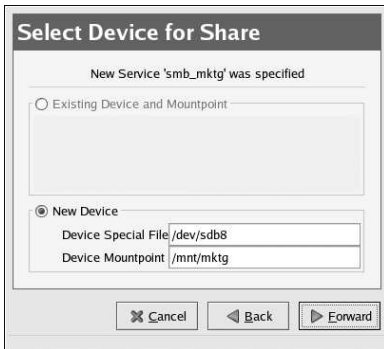 Select Device for Share
New Service 'smb_mktg' was specified
Existing Device and Mountpoint
New Device
Device Special File /dev/sdb8
Device Mountpoint /mnt/mktg
Cancel Back Forward